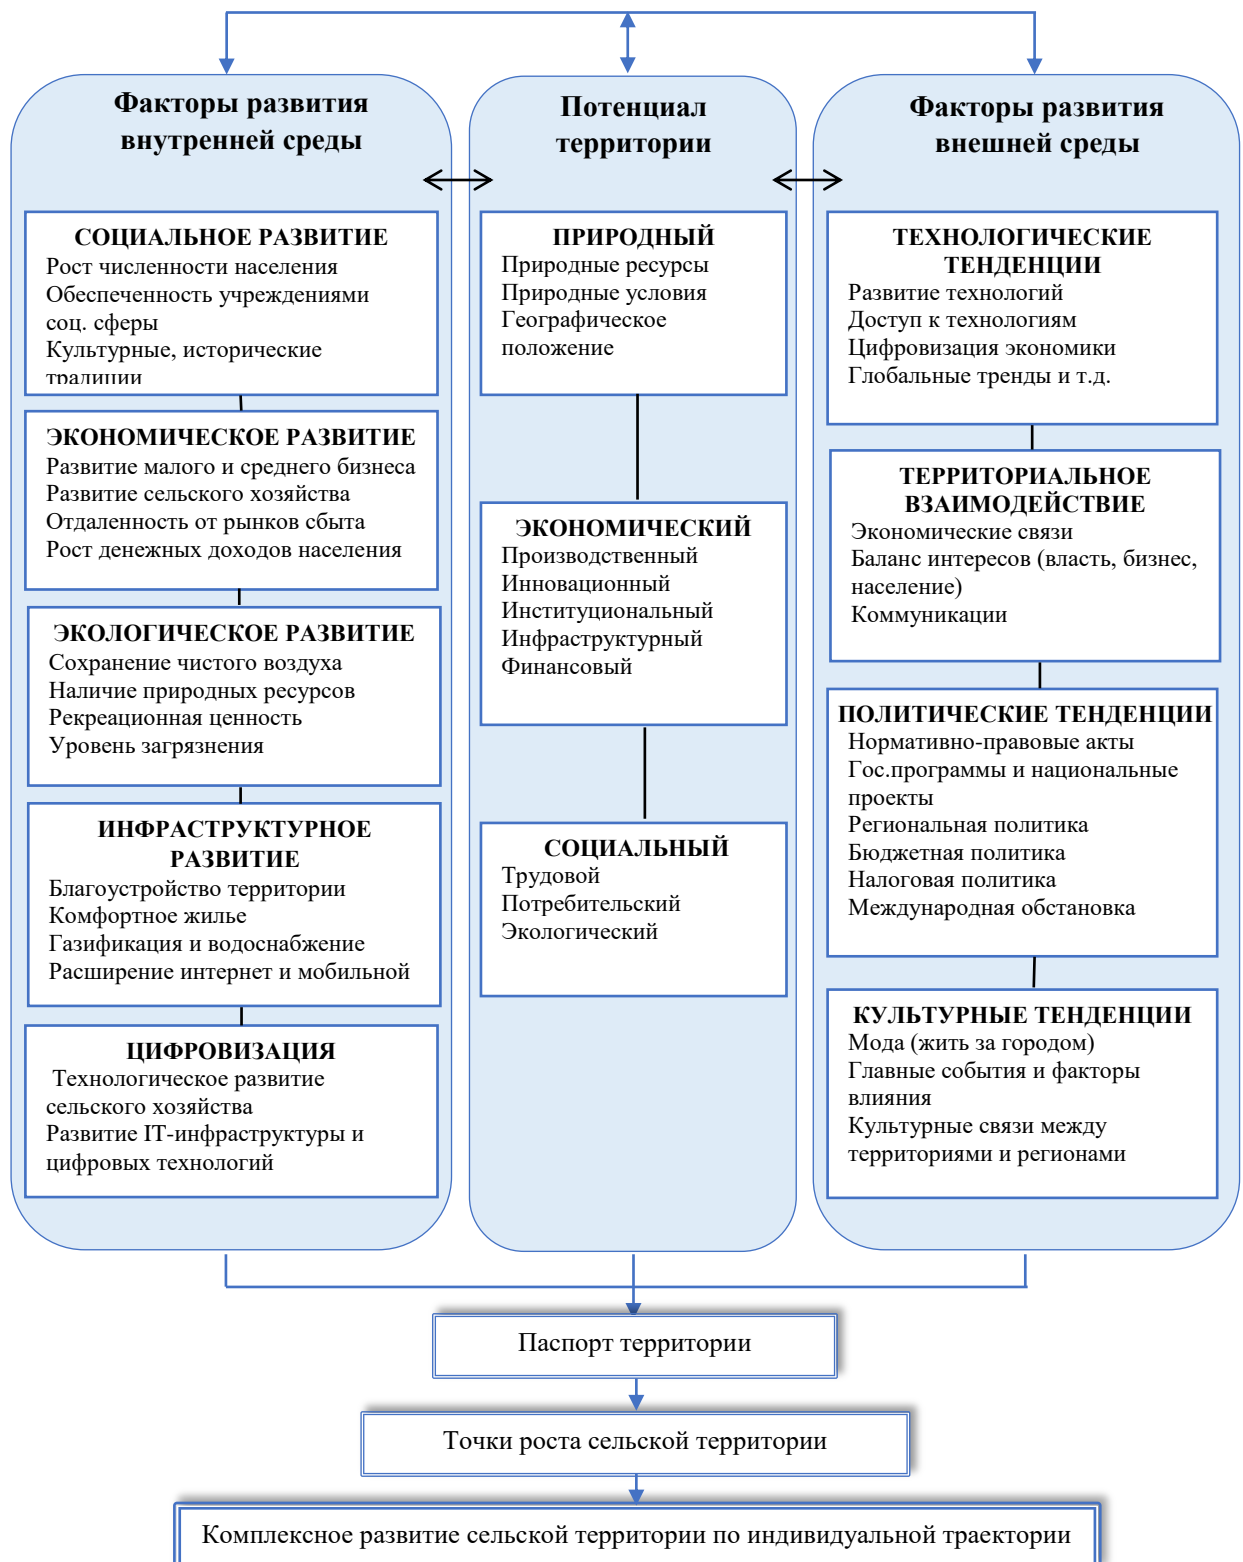 Факторы развития
внутренней среды
СОЦИАЛЬНОЕ РАЗВИТИЕ
Рост численности населения
Обеспеченность учреждениями
соц. сферы
Культурные, исторические
традиции
ЭКОНОМИЧЕСКОЕ РАЗВИТИЕ
Развитие малого и среднего бизнеса
Развитие сельского хозяйства
Отдаленность от рынков сбыта
Рост денежных доходов населения
ЭКОЛОГИЧЕСКОЕ РАЗВИТИЕ
Сохранение чистого воздуха
Наличие природных ресурсов
Рекреационная ценность
Уровень загрязнения
ИНФРАСТРУКТУРНОЕ
РАЗВИТИЕ
Благоустройство территории
Комфортное жилье
Газификация и водоснабжение
Расширение интернет и мобильной
ЦИФРОВИЗАЦИЯ
Технологическое развитие
сельского хозяйства
Развитие IT-инфраструктуры и
цифровых технологий
Потенциал
территории
ПРИРОДНЫЙ
Природные ресурсы
Природные условия
Географическое
положение
ЭКОНОМИЧЕСКИЙ
Производственный
Инновационный
Институциональный
Инфраструктурный
Финансовый
СОЦИАЛЬНЫЙ
Трудовой
Потребительский
Экологический
Факторы развития
внешней среды
ТЕХНОЛОГИЧЕСКИЕ
ТЕНДЕНЦИИ
Развитие технологий
Доступ к технологиям
Цифровизация экономики
Глобальные тренды и т.д.
ТЕРРИТОРИАЛЬНОЕ
ВЗАИМОДЕЙСТВИЕ
Экономические связи
Баланс интересов (власть, бизнес,
население)
Коммуникации
ПОЛИТИЧЕСКИЕ ТЕНДЕНЦИИ
Нормативно-правовые акты
Гос.программы и национальные
проекты
Региональная политика
Бюджетная политика
Налоговая политика
Международная обстановка
КУЛЬТУРНЫЕ ТЕНДЕНЦИИ
Мода (жить за городом)
Главные события и факторы
влияния
Культурные связи между
территориями и регионами
Паспорт территории
Точки роста сельской территории
Комплексное развитие сельской территории по индивидуальной траектории